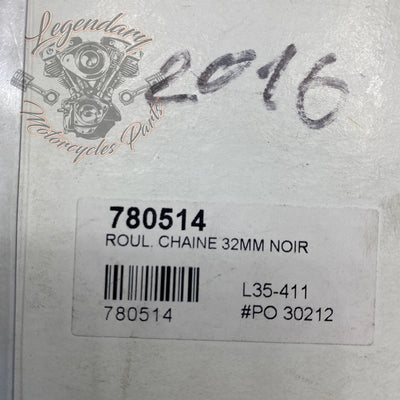 Legendary
Motorcycles Parts
2016
780514
ROUL. CHAINE 32MM NOIR
L35-411
780514
#PO 30212